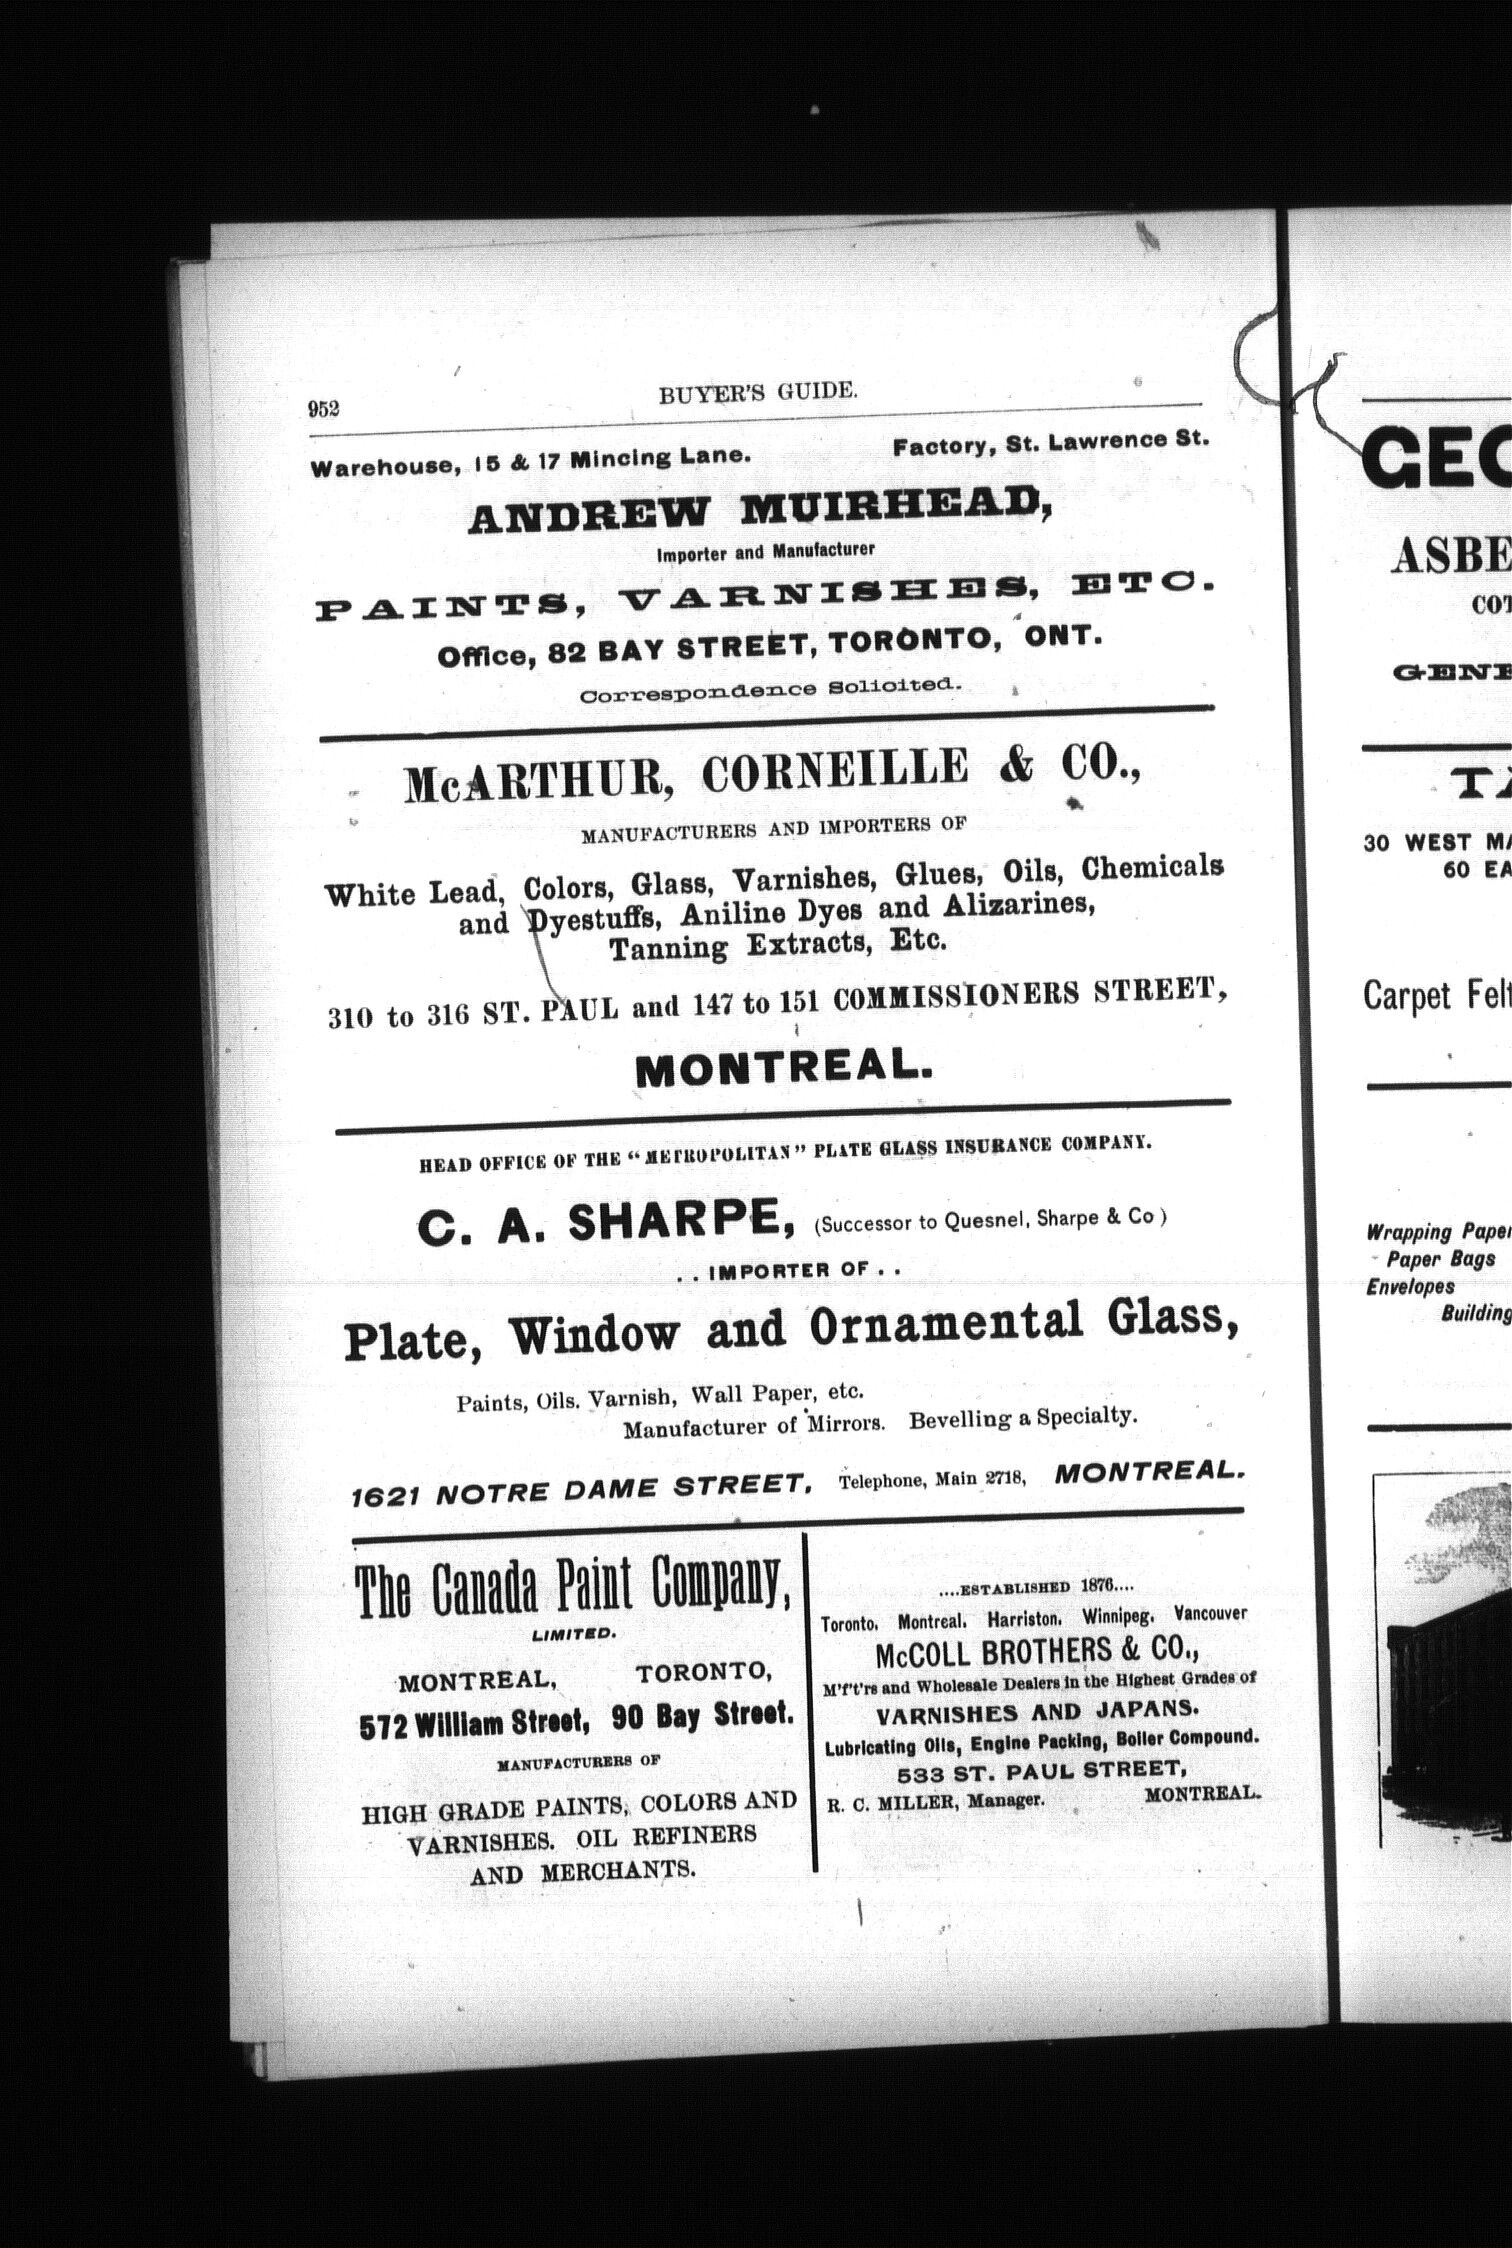 952
BUYER'S GUIDE.
Warehouse, 15 & 17 Mincing Lane. Factory, St. Lawrence St.
ANDREW MUIRHEAD,
Importer and Manufacturer
PAINTS, VARNISHES, ETC.
Office, 82 BAY STREET, TORONTO, ONT.
Correspondence Solicited.
McARTHUR, CORNEILLE & CO.,
MANUFACTURERS AND IMPORTERS OF
White Lead, Colors, Glass, Varnishes, Glues, Oils, Chemicals
and Dyestuffs, Aniline Dyes and Alizarines,
Tanning Extracts, Etc.
310 to 316 ST. PAUL and 147 to 151 COMMISSIONERS STREET,
MONTREAL.
HEAD OFFICE OF THE "METROPOLITAN" PLATE GLASS INSURANCE COMPANY.
C. A. SHARPE, (Successor to Quesnel, Sharpe & Co )
. . IMPORTER OF . .
Plate, Window and Ornamental Glass,
Paints, Oils. Varnish, Wall Paper, etc.
Manufacturer of Mirrors. Bevelling a Specialty.
1621 NOTRE DAME STREET, Telephone, Main 2718, MONTREAL.
The Canada Paint Company,
LIMITED.
MONTREAL, TORONTO,
572 William Street, 90 Bay Street.
MANUFACTURERS OF
HIGH GRADE PAINTS, COLORS AND
VARNISHES. OIL REFINERS
AND MERCHANTS.
....ESTABLISHED 1876....
Toronto, Montreal, Harriston, Winnipeg, Vancouver
McCOLL BROTHERS & CO.,
M'f't'rs and Wholesale Dealers in the Highest Grades of
VARNISHES AND JAPANS.
Lubricating Oils, Engine Packing, Boiler Compound.
533 ST. PAUL STREET,
R. C. MILLER, Manager. MONTREAL.
GEO
ASBE
COT
GENE
TA
30 WEST MA
60 EA
Carpet Felt
Wrapping Paper
Paper Bags
Envelopes
Building